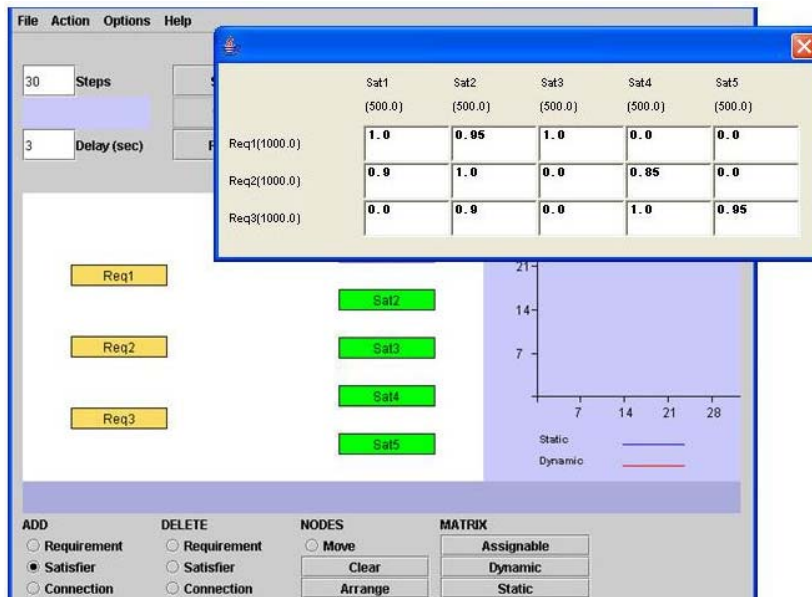 File Action Options Help
30 Steps
3 Delay (sec)
Sat1 Sat2 Sat3 Sat4 Sat5
(500.0) (500.0) (500.0) (500.0) (500.0)
Req1(1000.0) 1.0 0.95 1.0 0.0 0.0
Req2(1000.0) 0.9 1.0 0.0 0.85 0.0
Req3(1000.0) 0.0 0.9 0.0 1.0 0.95
Req1
Req2
Req3
Sat2
Sat3
Sat4
Sat5
21
14
7
7 14 21 28
Static
Dynamic
ADD DELETE NODES MATRIX
Requirement Requirement Move Assignable
Satisfier Satisfier Clear Dynamic
Connection Connection Arrange Static